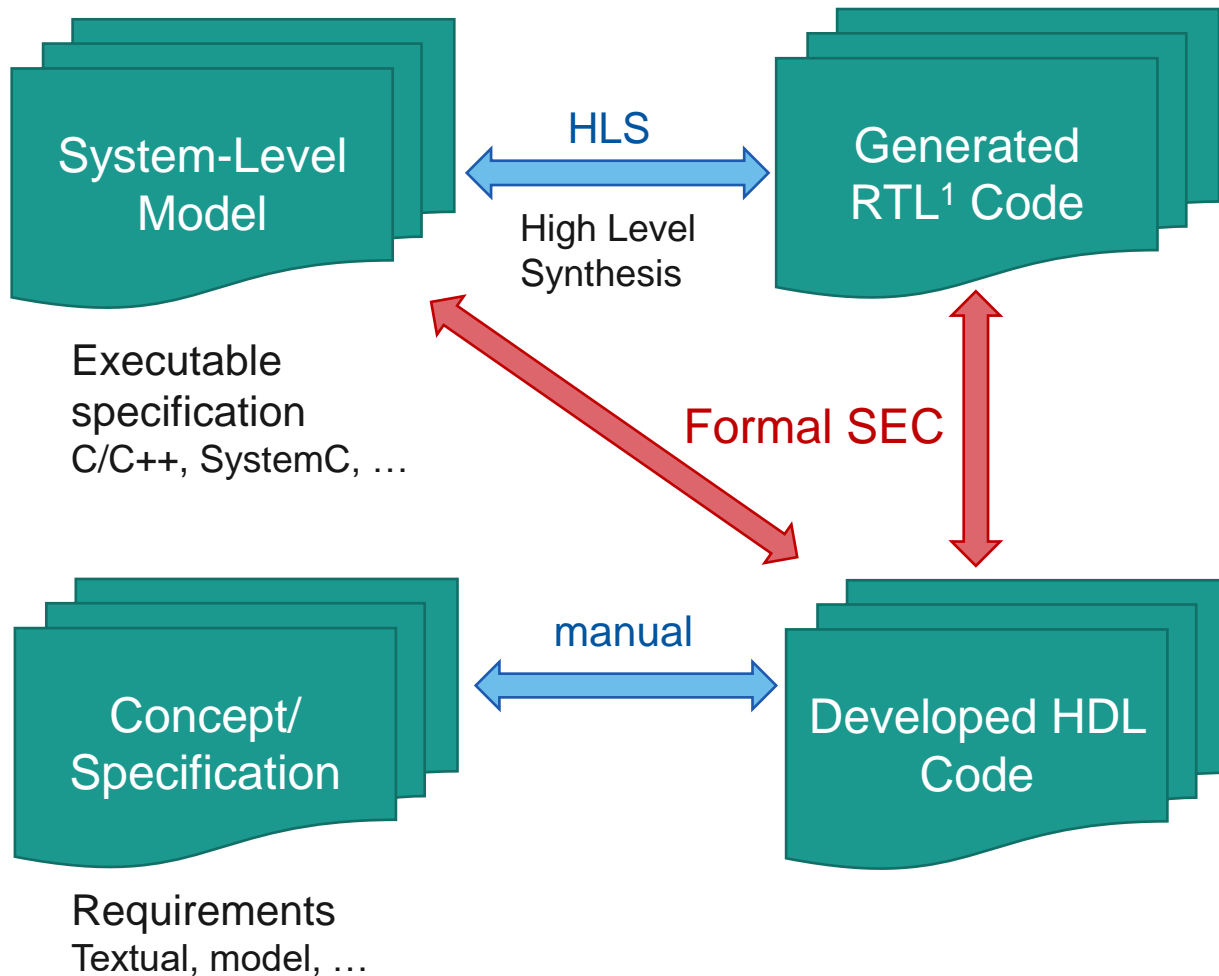 System-Level
Model
HLS
High Level
Synthesis
Generated
RTL¹ Code
Executable
specification
C/C++, SystemC, …
Formal SEC
Concept/
Specification
manual
Developed HDL
Code
Requirements
Textual, model, …